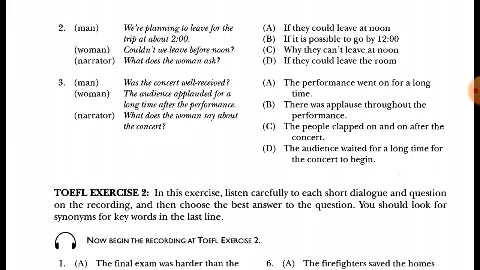 2. (man) We're planning to leave for the
trip at about 2:00.
(woman) Couldn't we leave before noon?
(narrator) What does the woman ask?
(A) If they could leave at noon
(B) If it is possible to go by 12:00
(C) Why they can't leave at noon
(D) If they could leave the room
3. (man) Was the concert well-received?
(woman) The audience applauded for a
long time after the performance.
(narrator) What does the woman say about
the concert?
(A) The performance went on for a long
time.
(B) There was applause throughout the
performance.
(C) The people clapped on and on after the
concert.
(D) The audience waited for a long time for
the concert to begin.
TOEFL EXERCISE 2: In this exercise, listen carefully to each short dialogue and question
on the recording, and then choose the best answer to the question. You should look for
synonyms for key words in the last line.
NOW BEGIN THE RECORDING AT TOEFL EXERCISE 2.
1. (A) The final exam was harder than the
6. (A) The firefighters saved the homes